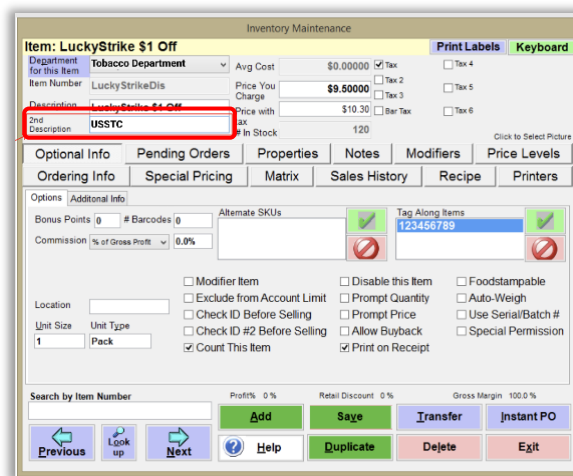 Inventory Maintenance
Item: LuckyStrike $1 Off
Print Labels
Keyboard
Department for this Item
Tobacco Department
Avg Cost
$0.00000
Tax
Tax 4
Item Number
LuckyStrikeDis
Price You Charge
$9.50000
Tax 2
Tax 3
Tax 5
Description
LuckyStrike $1 Off
Price with tax
$10.30
Bar Tax
Tax 6
2nd Description
USSTC
# In Stock
120
Click to Select Picture
Optional Info
Pending Orders
Properties
Notes
Modifiers
Price Levels
Ordering Info
Special Pricing
Matrix
Sales History
Recipe
Printers
Options
Additonal Info
Bonus Points
0
# Barcodes
0
Alternate SKUs
Tag Along Items
123456789
Commission
% of Gross Profit
0.0%
Modifier Item
Disable this Item
Foodstampable
Exclude from Account Limit
Prompt Quantity
Auto-Weigh
Location
Check ID Before Selling
Prompt Price
Use Serial/Batch #
Unit Size
Unit Type
Check ID #2 Before Selling
Allow Buyback
Special Permission
1
Pack
Count This Item
Print on Receipt
Search by Item Number
Profit% 0 %
Retail Discount 0 %
Gross Margin 100.0 %
Add
Save
Transfer
Instant PO
Previous
Look up
Next
Help
Duplicate
Delete
Exit